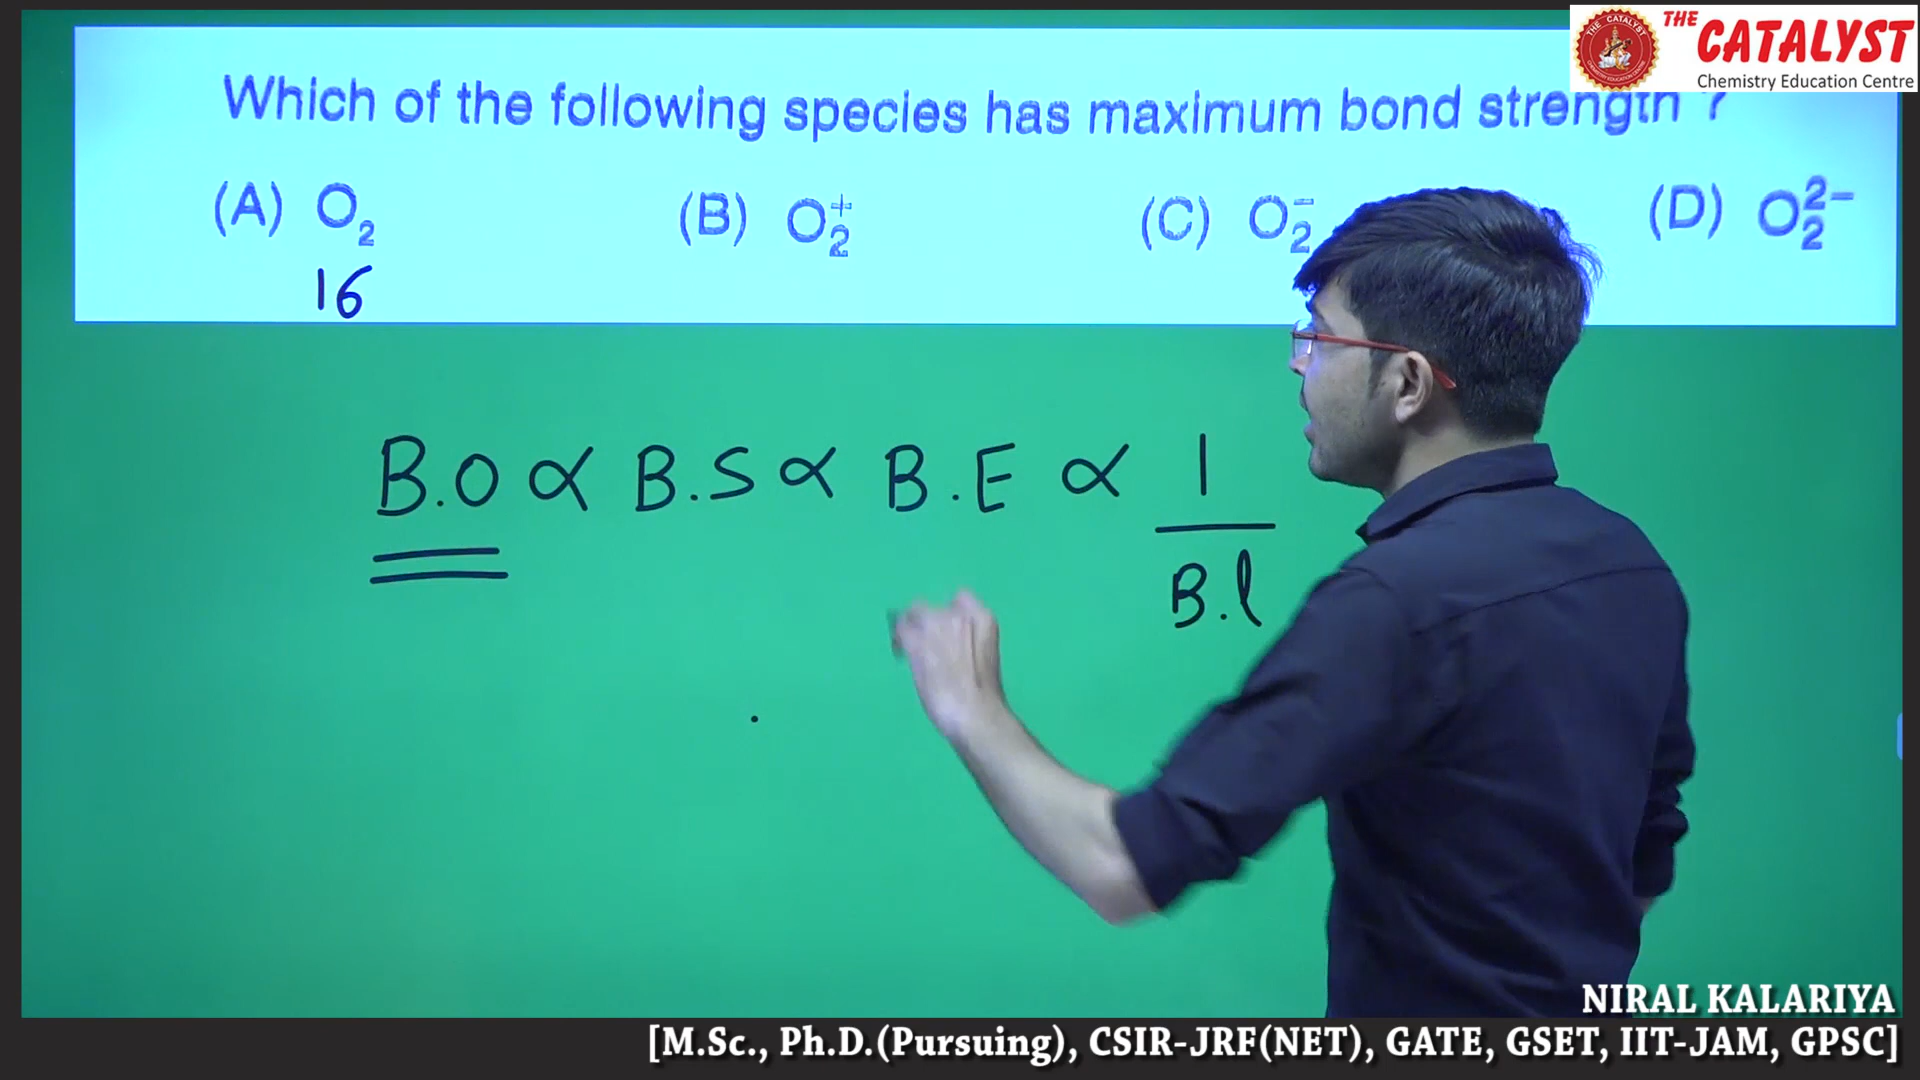 THE
CATALYST
Chemistry Education Centre
Which of the following species has maximum bond strength ?
(A) O₂ (B) O₂⁺ (C) O₂⁻ (D) O₂²⁻
16
B.O ∝ B.S ∝ B.E ∝ 1/B.l
NIRAL KALARIYA
[M.Sc., Ph.D.(Pursuing), CSIR-JRF(NET), GATE, GSET, IIT-JAM, GPSC]